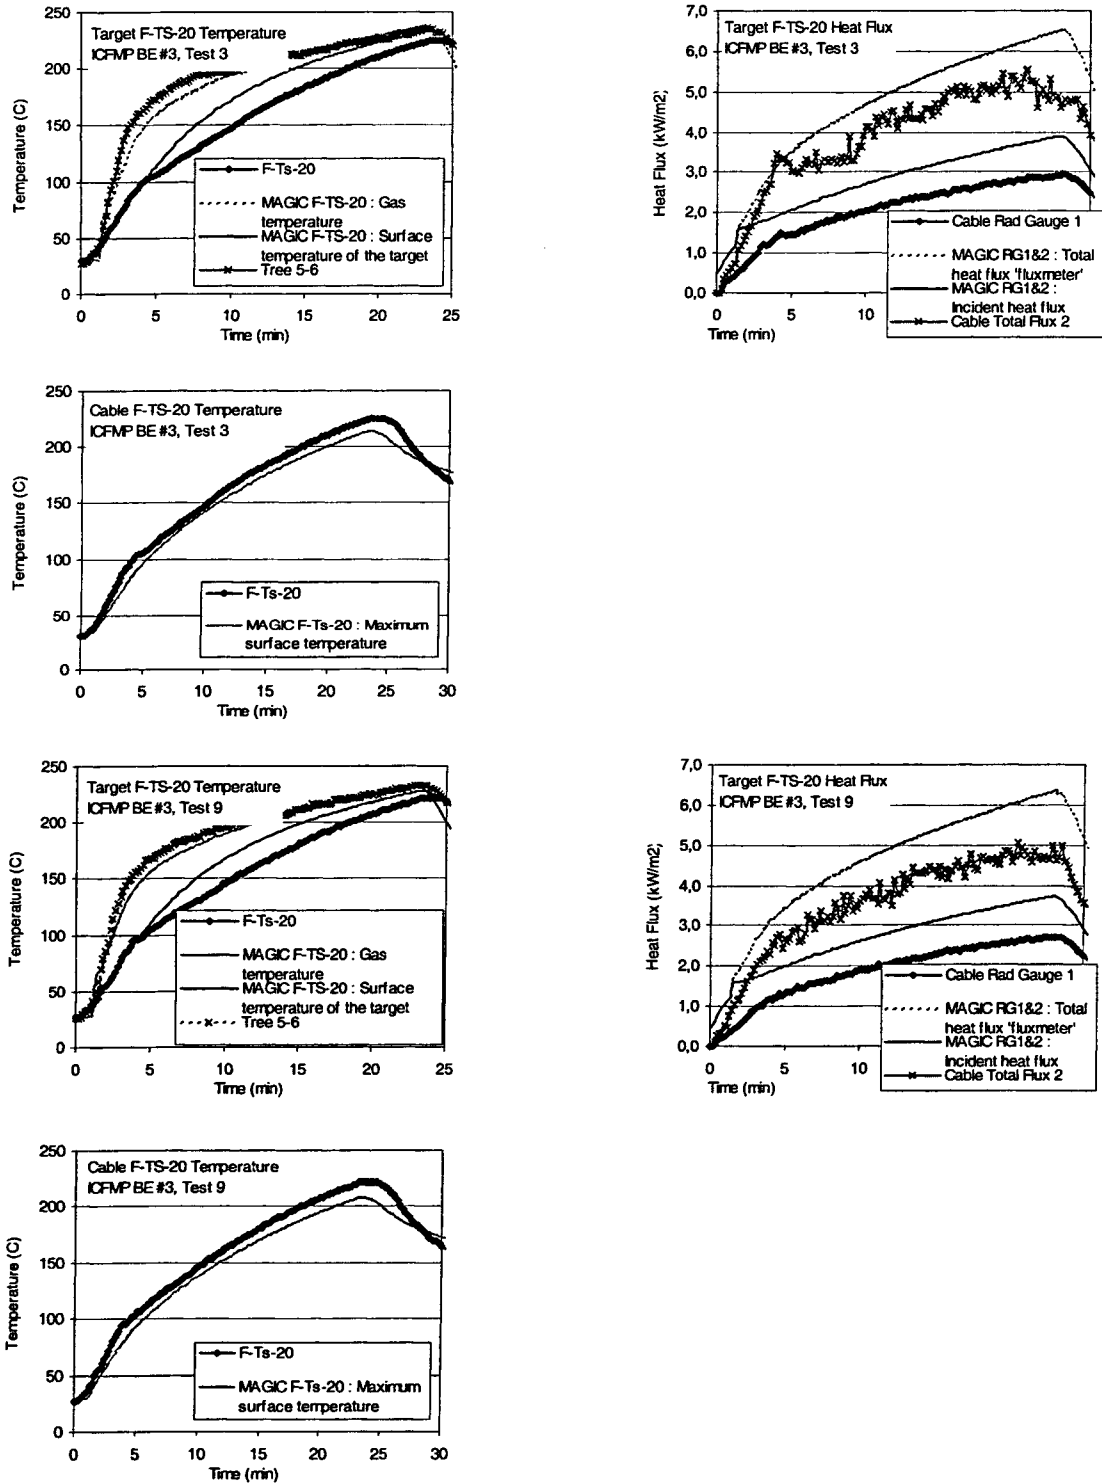 Target F-TS-20 Temperature
ICFMP BE #3, Test 3
Temperature (C)
250
200
150
100
50
0
F-Ts-20
MAGIC F-TS-20 : Gas
temperature
MAGIC F-TS-20 : Surface
temperature of the target
Tree 5-6
0 5 10 15 20 25
Time (min)
Target F-TS-20 Heat Flux
ICFMP BE #3, Test 3
Heat Flux (kW/m2)
7,0
6,0
5,0
4,0
3,0
2,0
1,0
0,0
Cable Rad Gauge 1
MAGIC RG1&2 : Total
heat flux 'fluxmeter'
MAGIC RG1&2 :
Incident heat flux
Cable Total Flux 2
0 5 10
Time (min)
Cable F-TS-20 Temperature
ICFMP BE #3, Test 3
Temperature (C)
250
200
150
100
50
0
F-Ts-20
MAGIC F-Ts-20 : Maximum
surface temperature
0 5 10 15 20 25 30
Time (min)
Target F-TS-20 Temperature
ICFMP BE #3, Test 9
Temperature (C)
250
200
150
100
50
0
F-Ts-20
MAGIC F-TS-20 : Gas
temperature
MAGIC F-TS-20 : Surface
temperature of the target
Tree 5-6
0 5 10 15 20 25
Time (min)
Target F-TS-20 Heat Flux
ICFMP BE #3, Test 9
Heat Flux (kW/m2)
7,0
6,0
5,0
4,0
3,0
2,0
1,0
0,0
Cable Rad Gauge 1
MAGIC RG1&2 : Total
heat flux 'fluxmeter'
MAGIC RG1&2 :
Incident heat flux
Cable Total Flux 2
0 5 10
Time (min)
Cable F-TS-20 Temperature
ICFMP BE #3, Test 9
Temperature (C)
250
200
150
100
50
0
F-Ts-20
MAGIC F-Ts-20 : Maximum
surface temperature
0 5 10 15 20 25 30
Time (min)